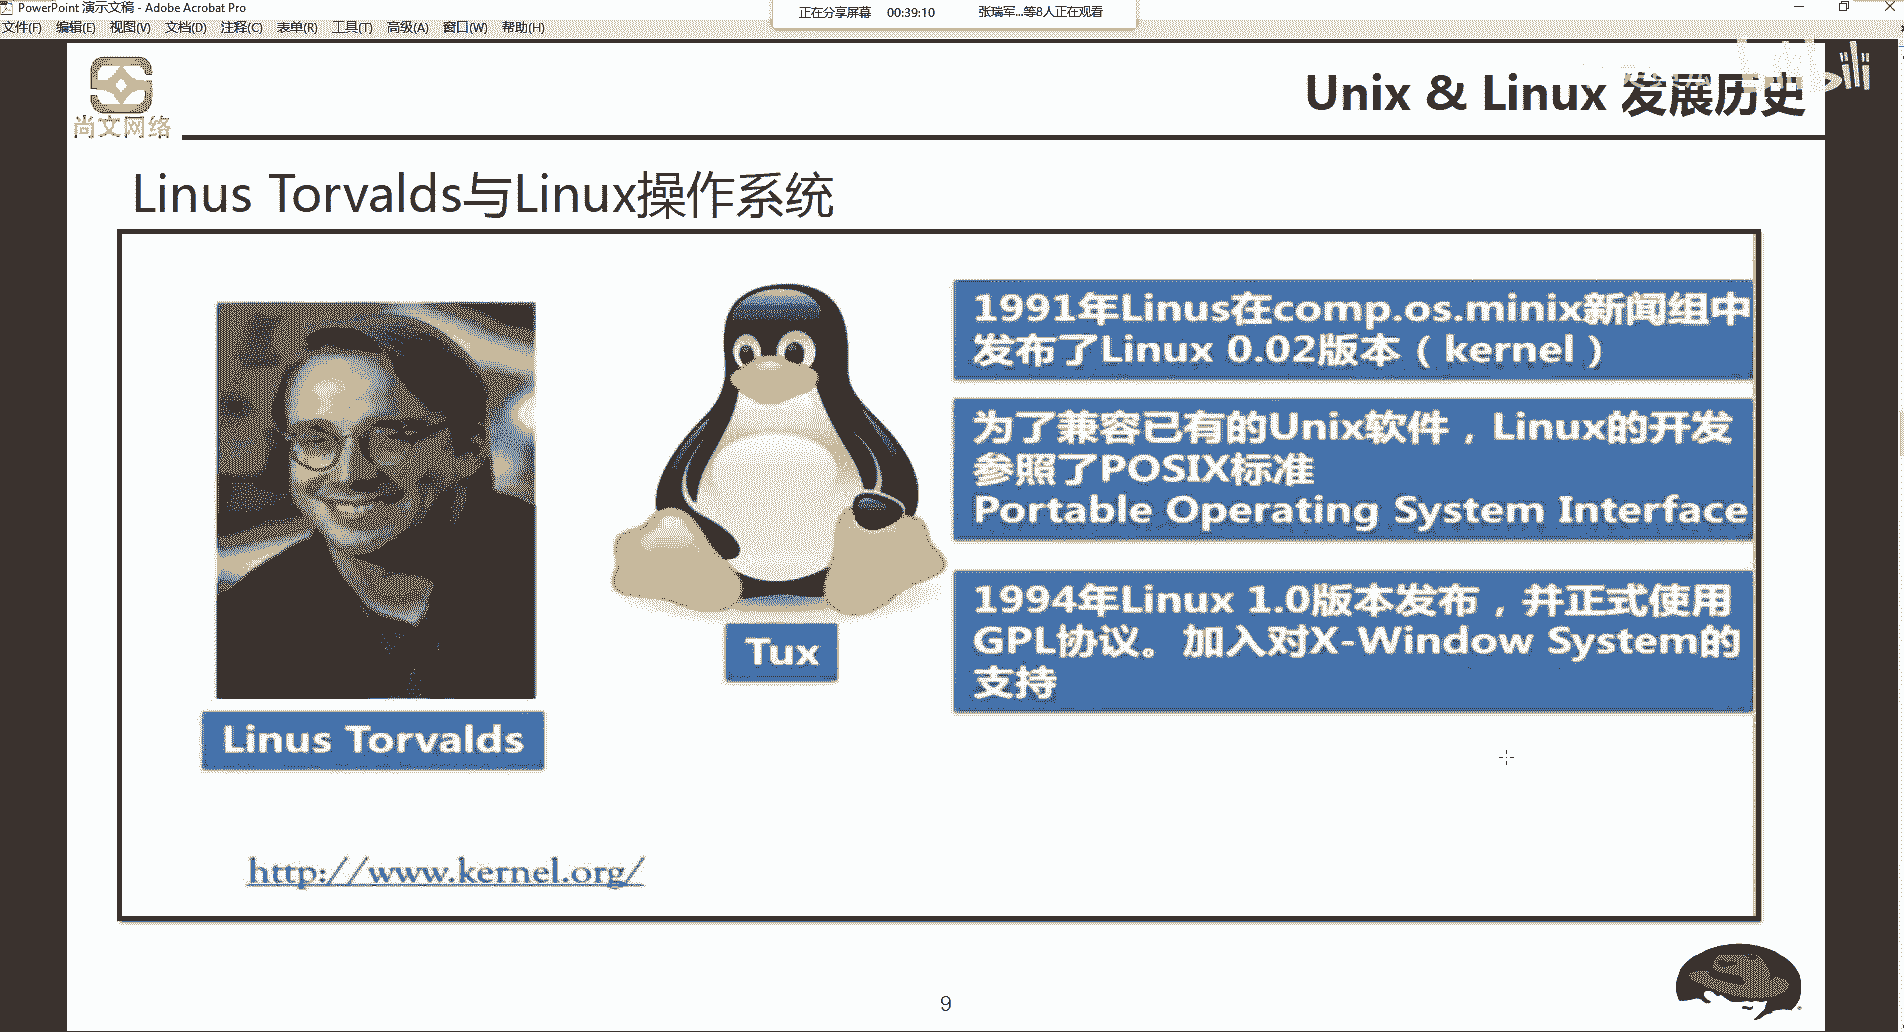 PowerPoint 演示文稿 - Adobe Acrobat Pro
正在分享屏幕 00:39:10 张瑞军...等8人正在观看
文件(F) 编辑(E) 视图(V) 文档(D) 注释(C) 表单(R) 工具(T) 高级(A) 窗口(W) 帮助(H)
尚文网络
Unix & Linux 发展历史
Linus Torvalds与Linux操作系统
1991年Linus在comp.os.minix新闻组中
发布了Linux 0.02版本（kernel）
为了兼容已有的Unix软件，Linux的开发
参照了POSIX标准
Portable Operating System Interface
1994年Linux 1.0版本发布，并正式使用
GPL协议。加入对X-Window System的
支持
Tux
Linus Torvalds
http://www.kernel.org/
9